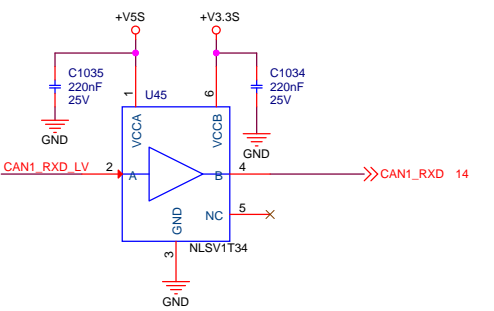 +V5S
+V3.3S
C1035
220nF
25V
C1034
220nF
25V
U45
1
6
VCCA
VCCB
GND
GND
CAN1_RXD_LV
2
A
B
4
CAN1_RXD 14
NC
5
GND
3
NLSV1T34
GND